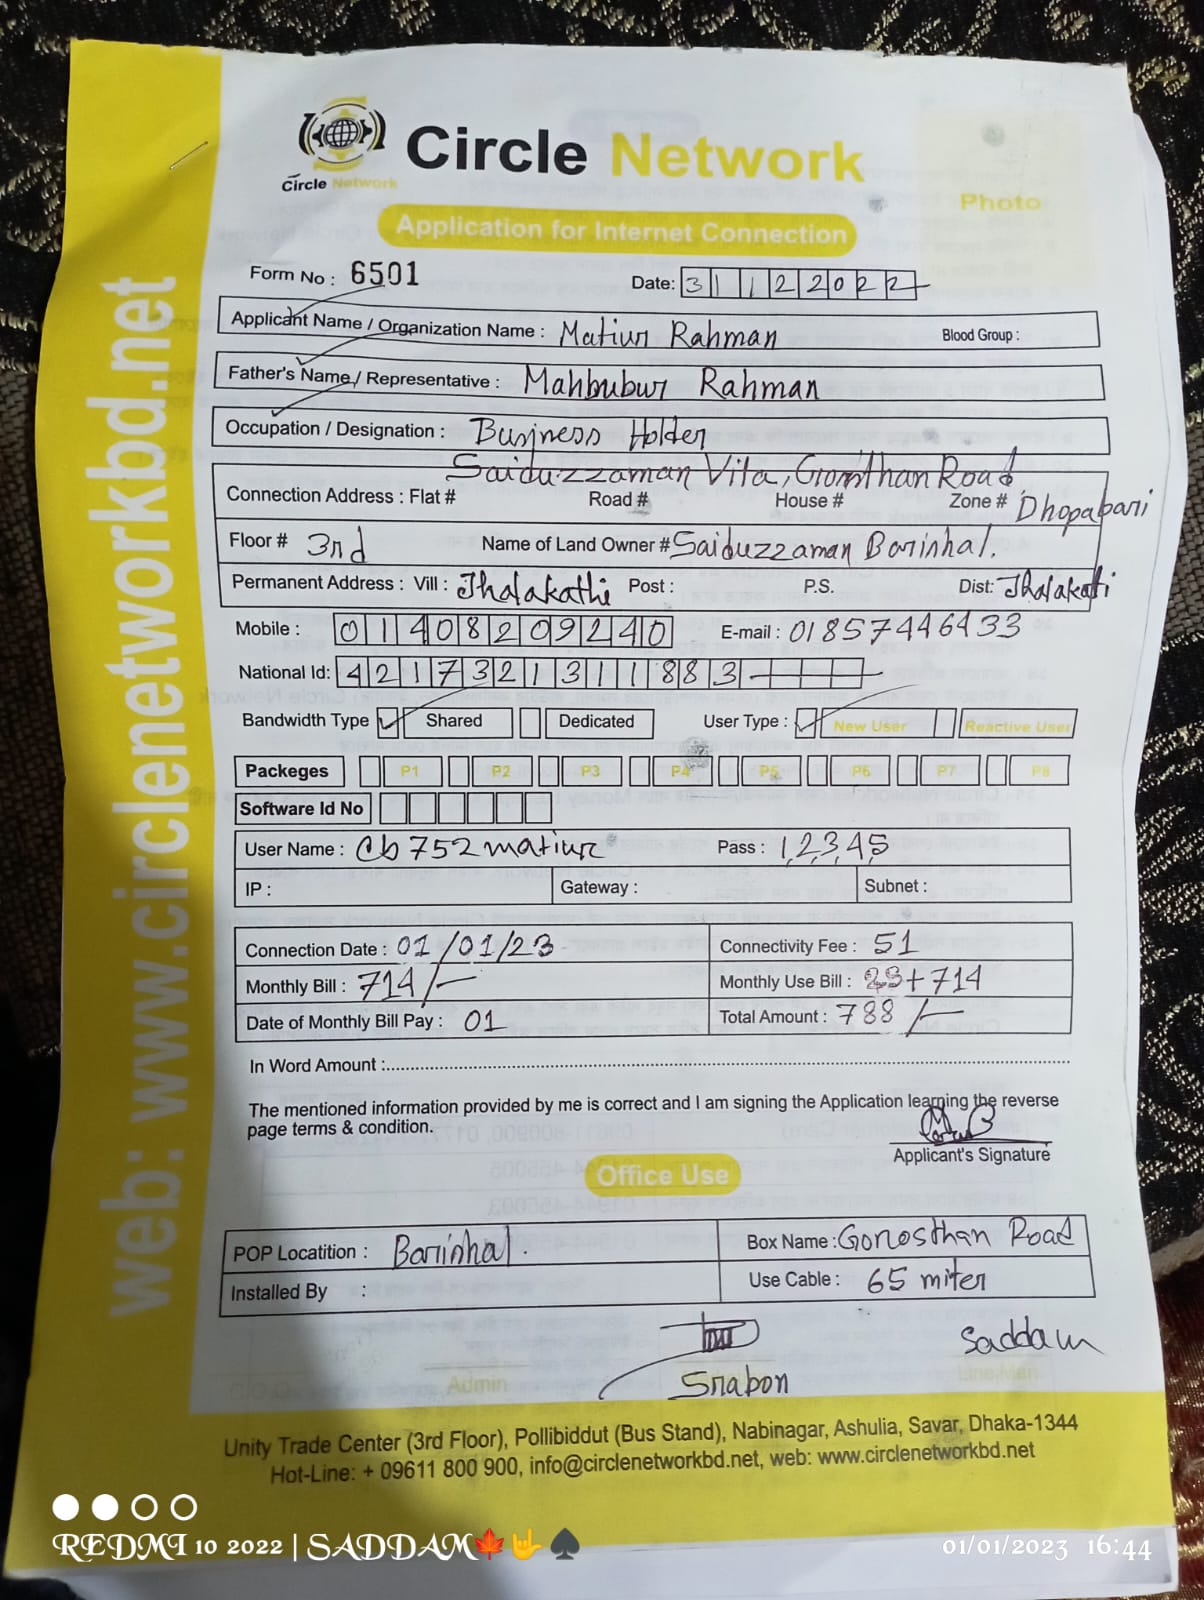 Circle Network
Circle Network
Photo
Application for Internet Connection
Form No : 6501
Date: 31 12 2022
Applicant Name / Organization Name : Matiur Rahman Blood Group :
Father's Name / Representative : Mahbubur Rahman
Occupation / Designation : Business Holder
Saiduzzaman Vila, Road
Connection Address : Flat # Road # House # Zone # Dhopabari
Floor # 3rd Name of Land Owner # Saiduzzaman Barishal.
Permanent Address : Vill : Jhalakathi Post : P.S. Dist: Jhalakati
Mobile : 01408209240 E-mail : 01857446433
National Id: 4217321311883
Bandwidth Type Shared Dedicated User Type : New User Reactive User
Packeges P1 P2 P3 P4 P5 P6 P7 P8
Software Id No
User Name : Cb752matiur Pass : 1,2,3,4,5
IP : Gateway : Subnet :
Connection Date : 01/01/23 Connectivity Fee : 51
Monthly Bill : 714/- Monthly Use Bill : 23+714
Date of Monthly Bill Pay : 01 Total Amount : 788/-
In Word Amount :
The mentioned information provided by me is correct and I am signing the Application learning the reverse
page terms & condition.
Applicant's Signature
Office Use
POP Locatition : Barishal. Box Name : Gorosthan Road
Installed By : Use Cable : 65 miter
Saddam
Srabon
Admin
Unity Trade Center (3rd Floor), Pollibiddut (Bus Stand), Nabinagar, Ashulia, Savar, Dhaka-1344
Hot-Line: + 09611 800 900, info@circlenetworkbd.net, web: www.circlenetworkbd.net
web: www.circlenetworkbd.net
REDMI 10 2022 | SADDAM🍁🤟♠
01/01/2023 16:44